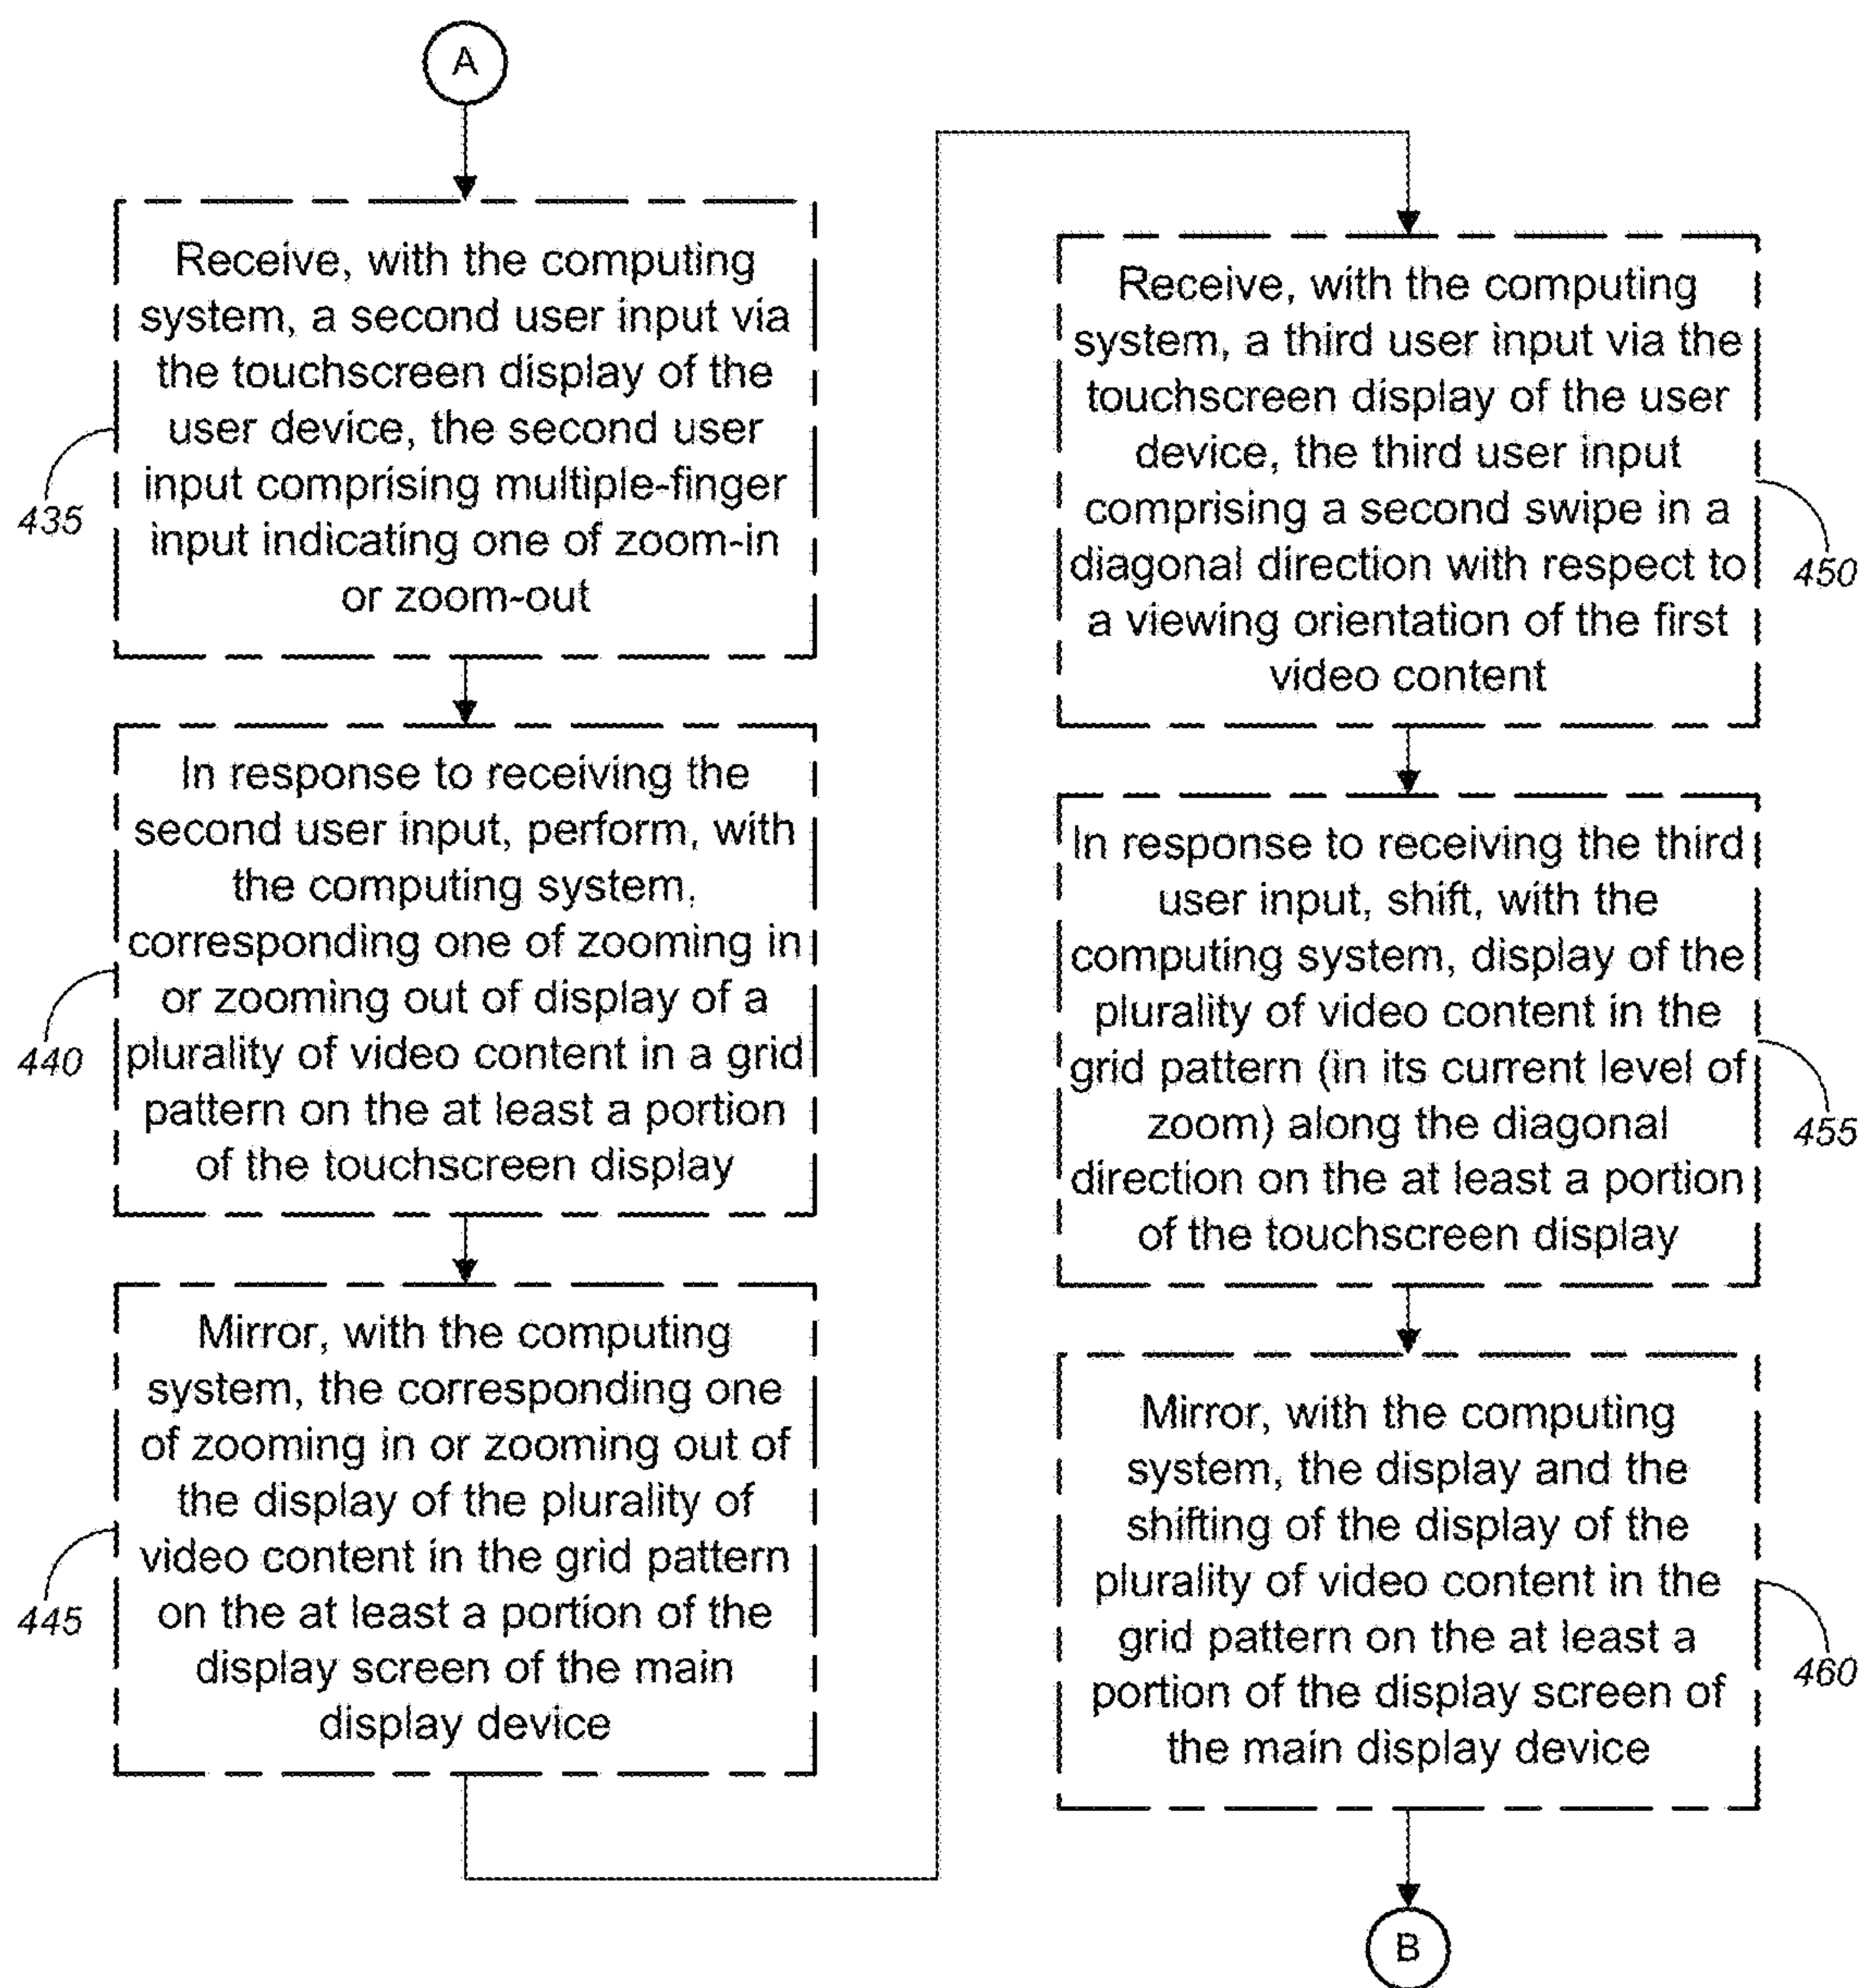 A
Receive, with the computing
system, a second user input via
the touchscreen display of the
user device, the second user
input comprising multiple-finger
input indicating one of zoom-in
or zoom-out
435
In response to receiving the
second user input, perform, with
the computing system,
corresponding one of zooming in
or zooming out of display of a
plurality of video content in a grid
pattern on the at least a portion
of the touchscreen display
440
Mirror, with the computing
system, the corresponding one
of zooming in or zooming out of
the display of the plurality of
video content in the grid pattern
on the at least a portion of the
display screen of the main
display device
445
Receive, with the computing
system, a third user input via the
touchscreen display of the user
device, the third user input
comprising a second swipe in a
diagonal direction with respect to
a viewing orientation of the first
video content
450
In response to receiving the third
user input, shift, with the
computing system, display of the
plurality of video content in the
grid pattern (in its current level of
zoom) along the diagonal
direction on the at least a portion
of the touchscreen display
455
Mirror, with the computing
system, the display and the
shifting of the display of the
plurality of video content in the
grid pattern on the at least a
portion of the display screen of
the main display device
460
B